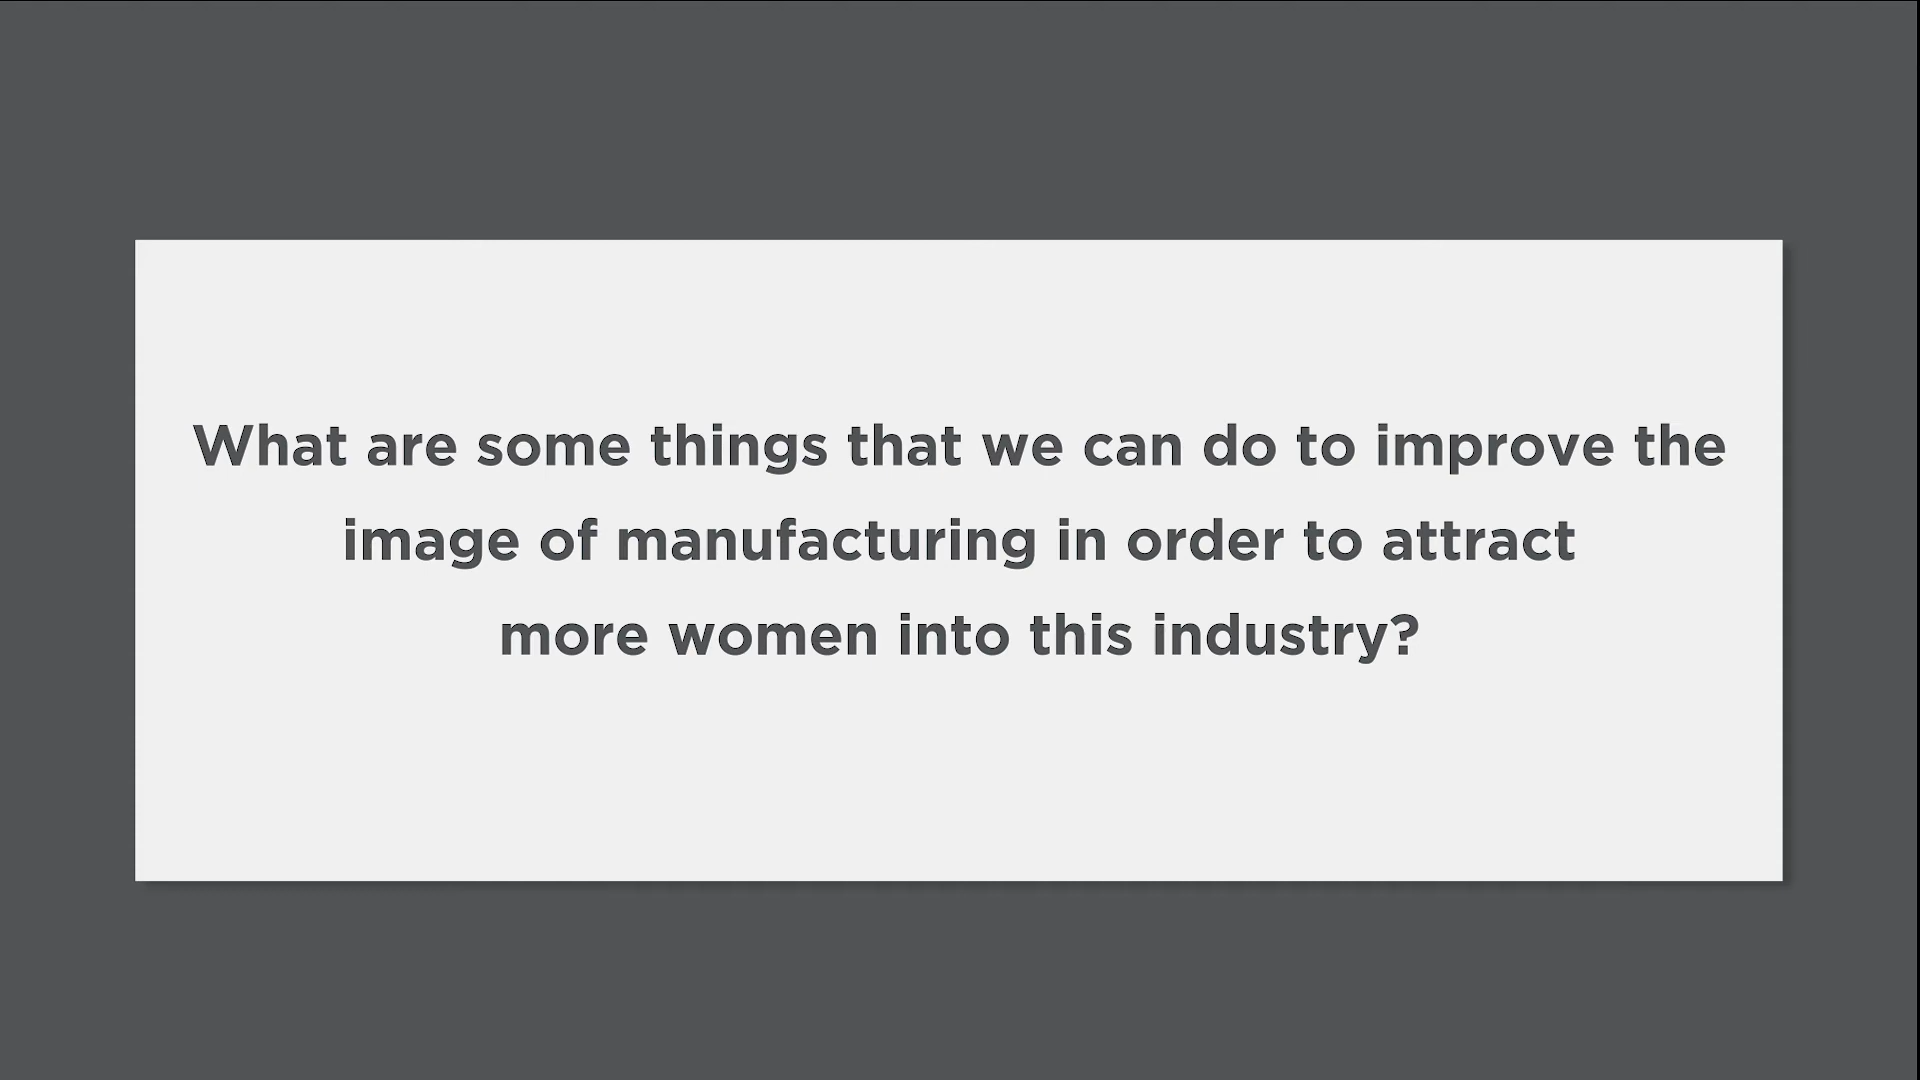 What are some things that we can do to improve the
image of manufacturing in order to attract
more women into this industry?